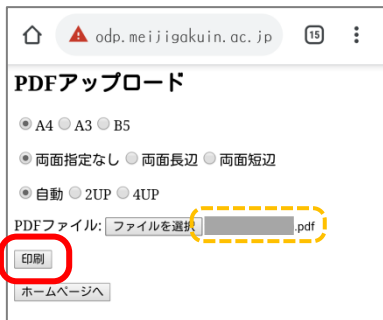 odp.meijigakuin.ac.jp 15
PDFアップロード
A4 A3 B5
両面指定なし 両面長辺 両面短辺
自動 2UP 4UP
PDFファイル: ファイルを選択 .pdf
印刷
ホームページへ